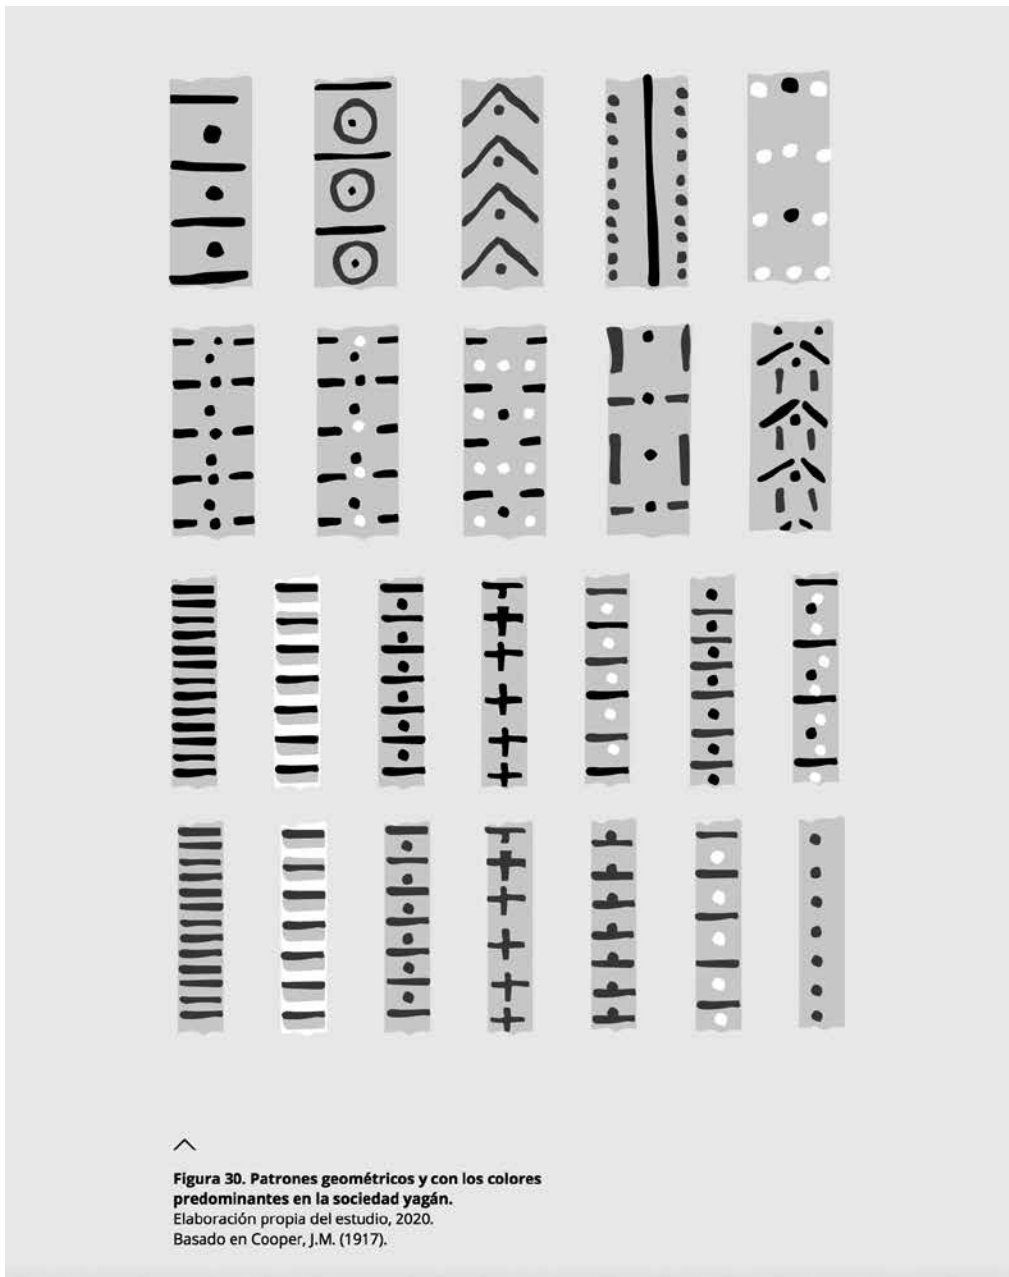 Figura 30. Patrones geométricos y con los colores
predominantes en la sociedad yagán.
Elaboración propia del estudio, 2020.
Basado en Cooper, J.M. (1917).